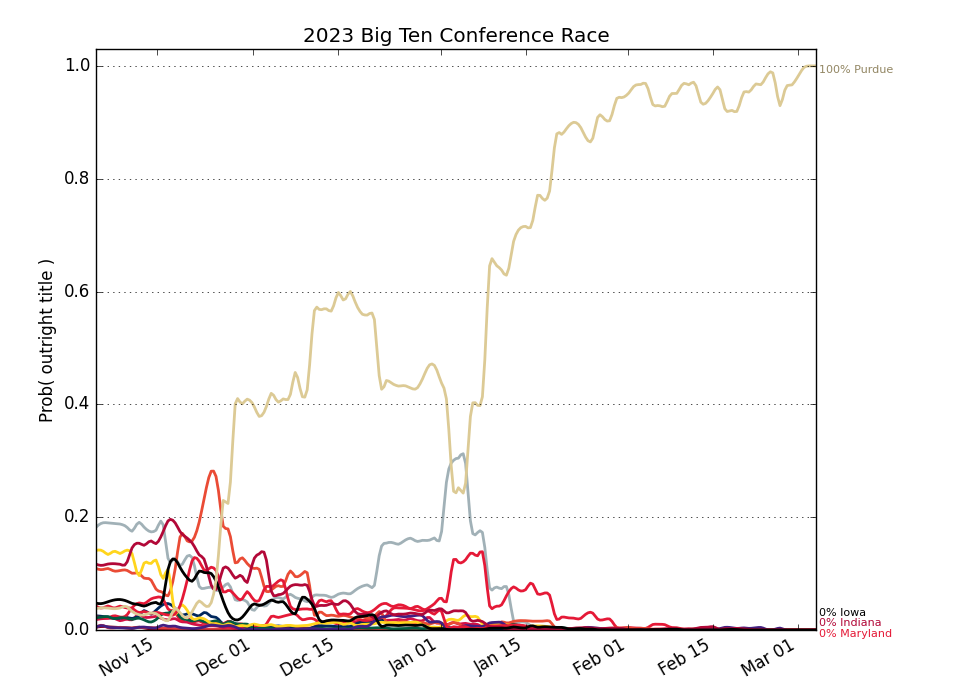 2023 Big Ten Conference Race
Prob( outright title )
1.0
0.8
0.6
0.4
0.2
0.0
Nov 15
Dec 01
Dec 15
Jan 01
Jan 15
Feb 01
Feb 15
Mar 01
100% Purdue
0% Iowa
0% Indiana
0% Maryland